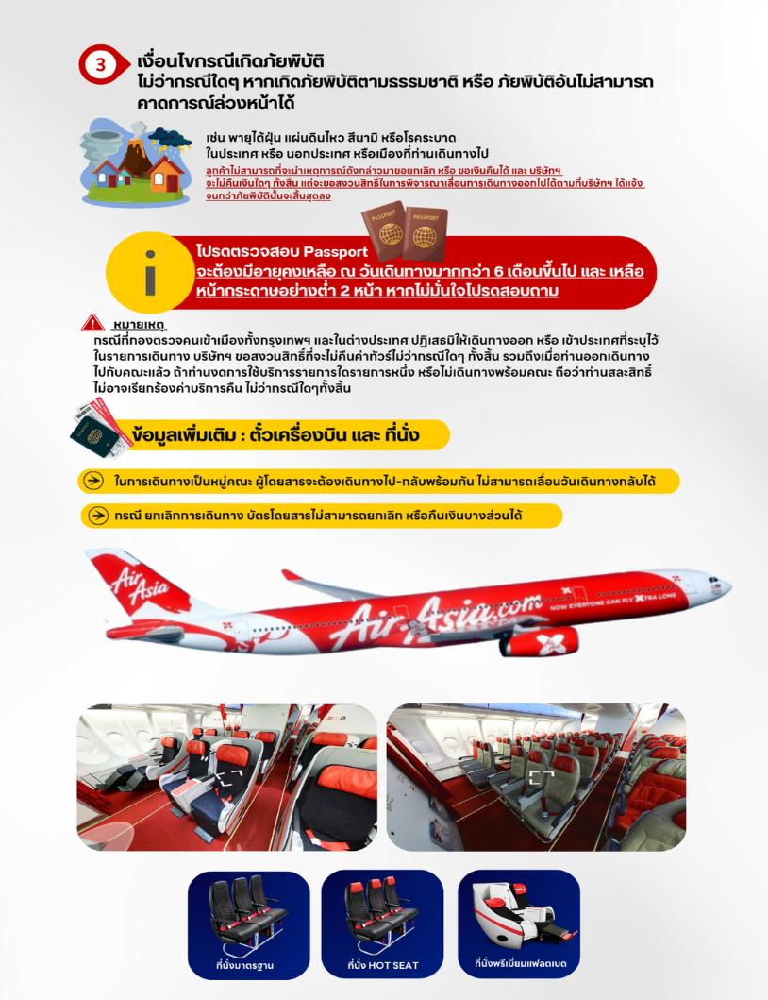 3
เงื่อนไขกรณีเกิดภัยพิบัติ
ไม่ว่ากรณีใดๆ หากเกิดภัยพิบัติตามธรรมชาติ หรือ ภัยพิบัติอันไม่สามารถ
คาดการณ์ล่วงหน้าได้
เช่น พายุไต้ฝุ่น แผ่นดินไหว สึนามิ หรือโรคระบาด
ในประเทศ หรือ นอกประเทศ หรือเมืองที่ท่านเดินทางไป
ลูกค้าไม่สามารถที่จะนำเหตุการณ์ดังกล่าวมาขอยกเลิก หรือ ขอเงินคืนได้ และ บริษัทฯ
จะไม่คืนเงินใดๆ ทั้งสิ้น แต่จะขอสงวนสิทธิ์ในการพิจารณาเลื่อนการเดินทางออกไปได้ตามที่บริษัทฯ ได้แจ้ง
จนกว่าภัยพิบัตินั้นจะสิ้นสุดลง
PASSPORT
PASSPORT
i
โปรดตรวจสอบ Passport
จะต้องมีอายุคงเหลือ ณ วันเดินทางมากกว่า 6 เดือนขึ้นไป และ เหลือ
หน้ากระดาษอย่างต่ำ 2 หน้า หากไม่มั่นใจโปรดสอบถาม
หมายเหตุ
กรณีที่กองตรวจคนเข้าเมืองทั้งกรุงเทพฯ และในต่างประเทศ ปฏิเสธมิให้เดินทางออก หรือ เข้าประเทศที่ระบุไว้
ในรายการเดินทาง บริษัทฯ ขอสงวนสิทธิ์ที่จะไม่คืนค่าทัวร์ไม่ว่ากรณีใดๆ ทั้งสิ้น รวมถึงเมื่อท่านออกเดินทาง
ไปกับคณะแล้ว ถ้าท่านงดการใช้บริการรายการใดรายการหนึ่ง หรือไม่เดินทางพร้อมคณะ ถือว่าท่านสละสิทธิ์
ไม่อาจเรียกร้องค่าบริการคืน ไม่ว่ากรณีใดๆทั้งสิ้น
ข้อมูลเพิ่มเติม : ตั๋วเครื่องบิน และ ที่นั่ง
ในการเดินทางเป็นหมู่คณะ ผู้โดยสารจะต้องเดินทางไป-กลับพร้อมกัน ไม่สามารถเลื่อนวันเดินทางกลับได้
กรณี ยกเลิกการเดินทาง บัตรโดยสารไม่สามารถยกเลิก หรือคืนเงินบางส่วนได้
Air Asia
AirAsia.com
NOW EVERYONE CAN FLY XTRA LONG
ที่นั่งมาตรฐาน
ที่นั่ง HOT SEAT
ที่นั่งพรีเมี่ยมแฟลตเบด